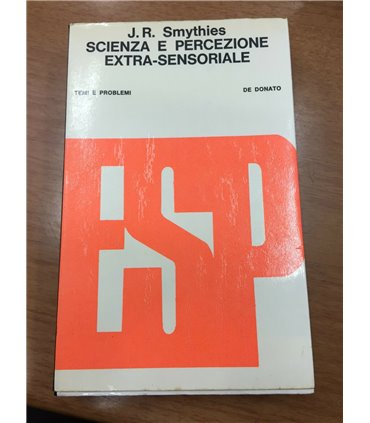 J. R. Smythies
SCIENZA E PERCEZIONE
EXTRA-SENSORIALE
TEMI E PROBLEMI DE DONATO
ESP